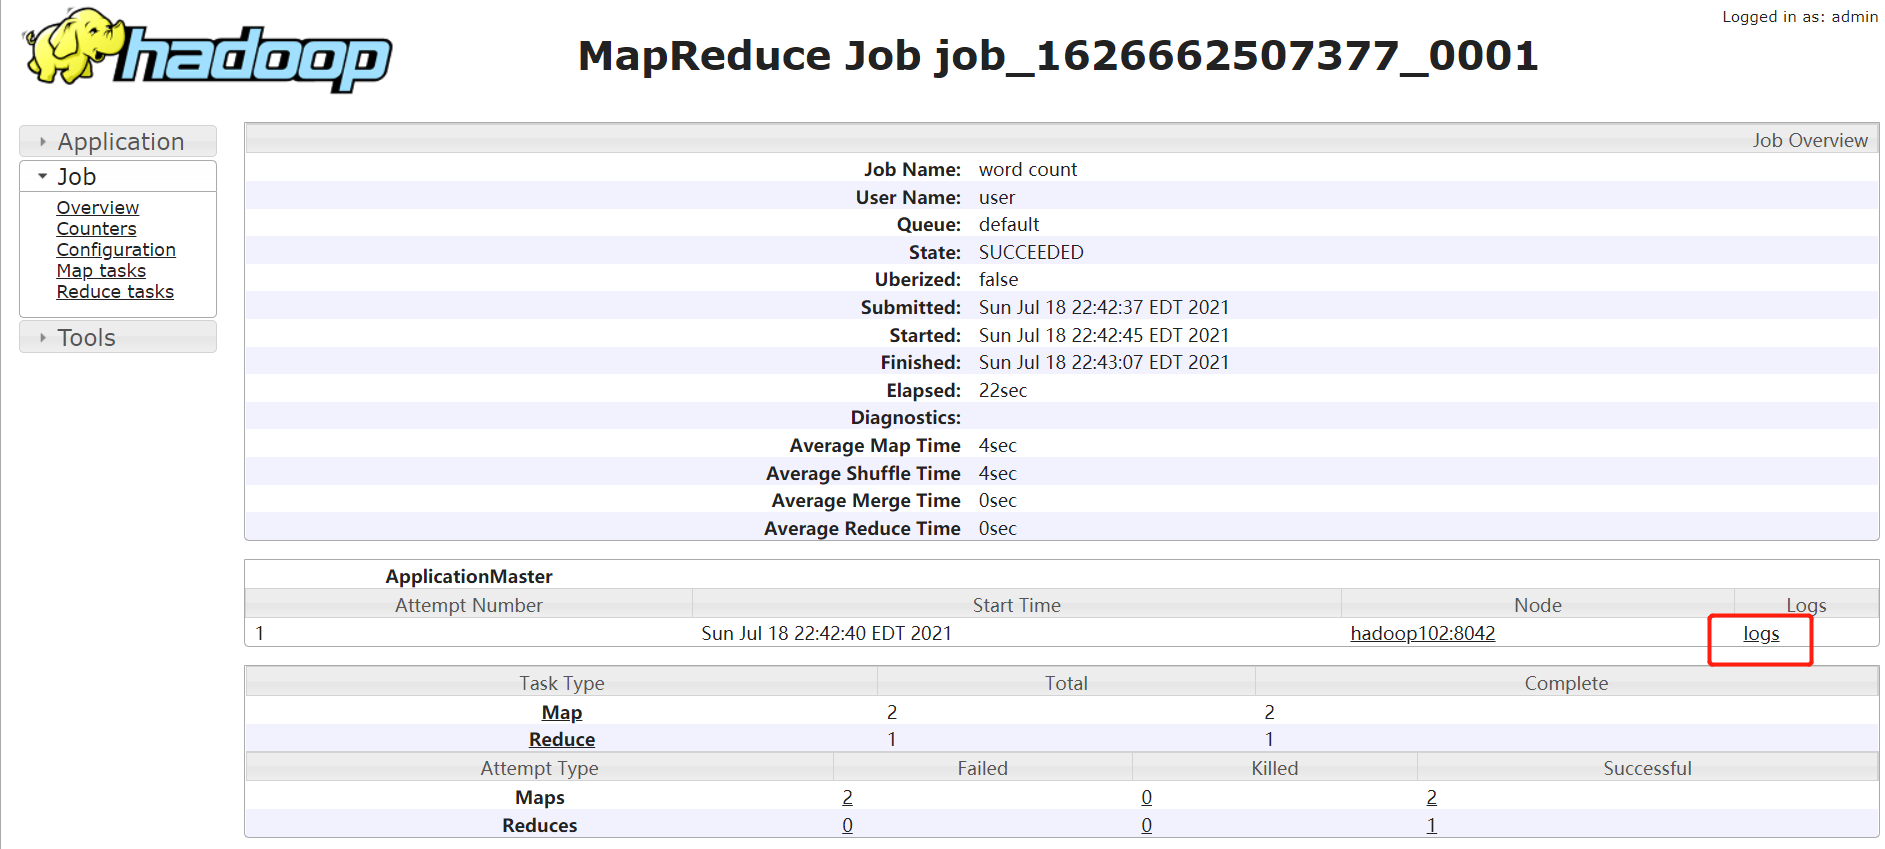 Logged in as: admin
hadoop
MapReduce Job job_1626662507377_0001
Application
Job
Overview
Counters
Configuration
Map tasks
Reduce tasks
Tools
Job Overview
Job Name: word count
User Name: user
Queue: default
State: SUCCEEDED
Uberized: false
Submitted: Sun Jul 18 22:42:37 EDT 2021
Started: Sun Jul 18 22:42:45 EDT 2021
Finished: Sun Jul 18 22:43:07 EDT 2021
Elapsed: 22sec
Diagnostics:
Average Map Time 4sec
Average Shuffle Time 4sec
Average Merge Time 0sec
Average Reduce Time 0sec
ApplicationMaster
Attempt Number Start Time Node Logs
1 Sun Jul 18 22:42:40 EDT 2021 hadoop102:8042 logs
Task Type Total Complete
Map 2 2
Reduce 1 1
Attempt Type Failed Killed Successful
Maps 2 0 2
Reduces 0 0 1